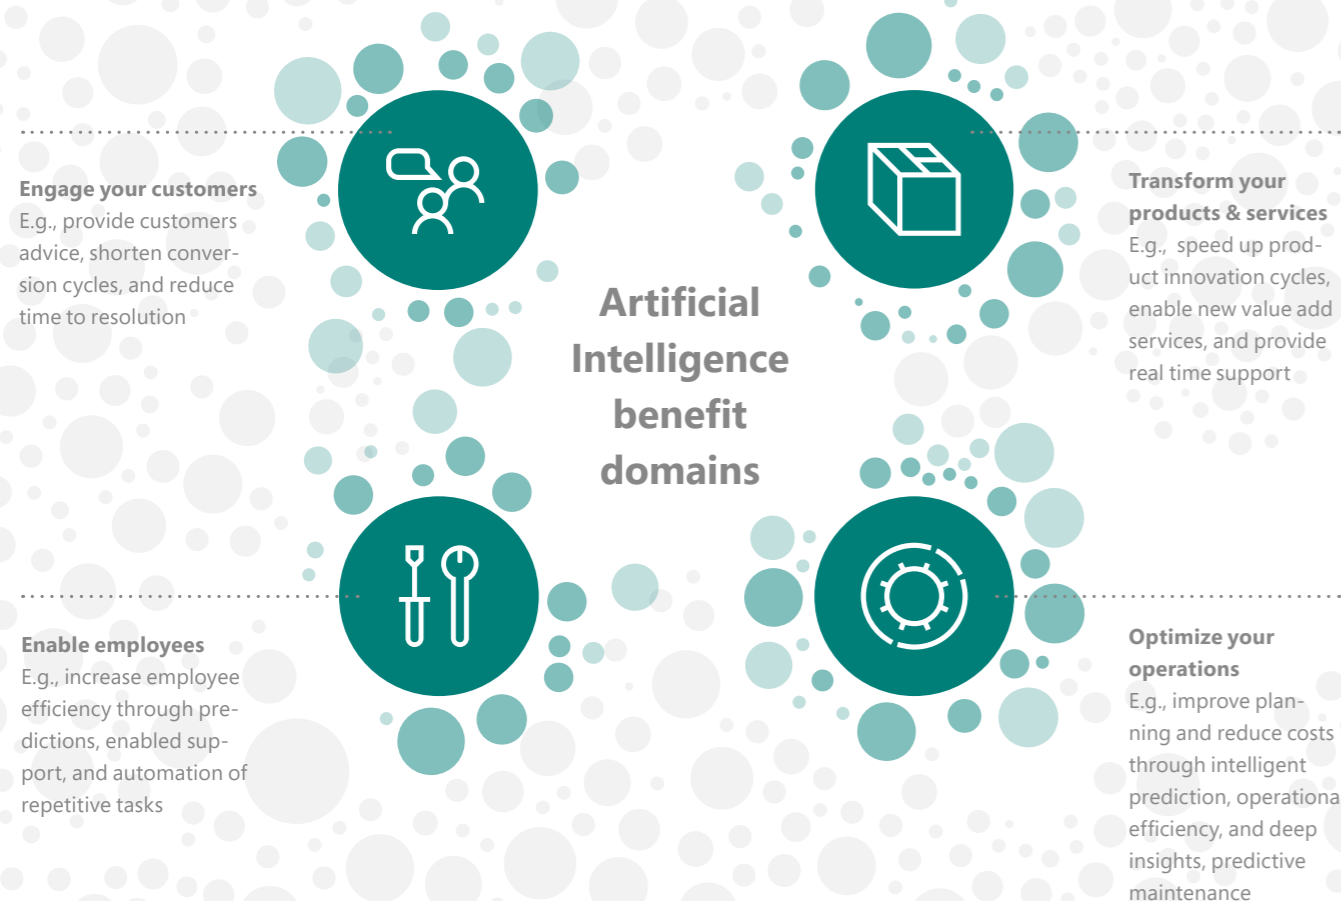 Engage your customers
E.g., provide customers
advice, shorten conver-
sion cycles, and reduce
time to resolution
Artificial
Intelligence
benefit
domains
Transform your
products & services
E.g., speed up prod-
uct innovation cycles,
enable new value add
services, and provide
real time support
Enable employees
E.g., increase employee
efficiency through pre-
dictions, enabled sup-
port, and automation of
repetitive tasks
Optimize your
operations
E.g., improve plan-
ning and reduce costs
through intelligent
prediction, operationa
efficiency, and deep
insights, predictive
maintenance